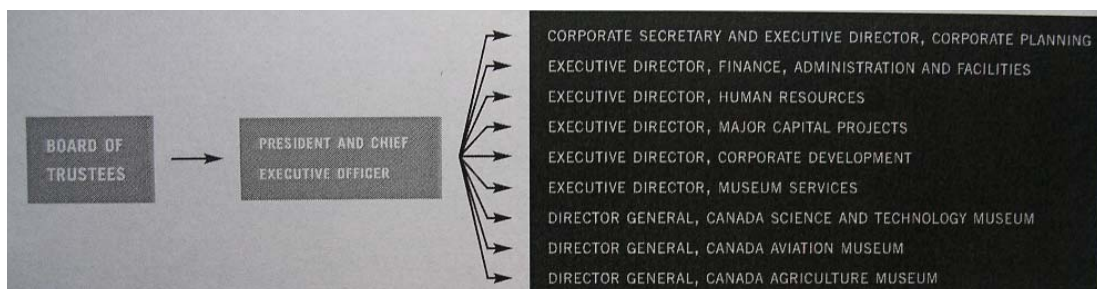 BOARD OF
TRUSTEES
PRESIDENT AND CHIEF
EXECUTIVE OFFICER
CORPORATE SECRETARY AND EXECUTIVE DIRECTOR, CORPORATE PLANNING
EXECUTIVE DIRECTOR, FINANCE, ADMINISTRATION AND FACILITIES
EXECUTIVE DIRECTOR, HUMAN RESOURCES
EXECUTIVE DIRECTOR, MAJOR CAPITAL PROJECTS
EXECUTIVE DIRECTOR, CORPORATE DEVELOPMENT
EXECUTIVE DIRECTOR, MUSEUM SERVICES
DIRECTOR GENERAL, CANADA SCIENCE AND TECHNOLOGY MUSEUM
DIRECTOR GENERAL, CANADA AVIATION MUSEUM
DIRECTOR GENERAL, CANADA AGRICULTURE MUSEUM